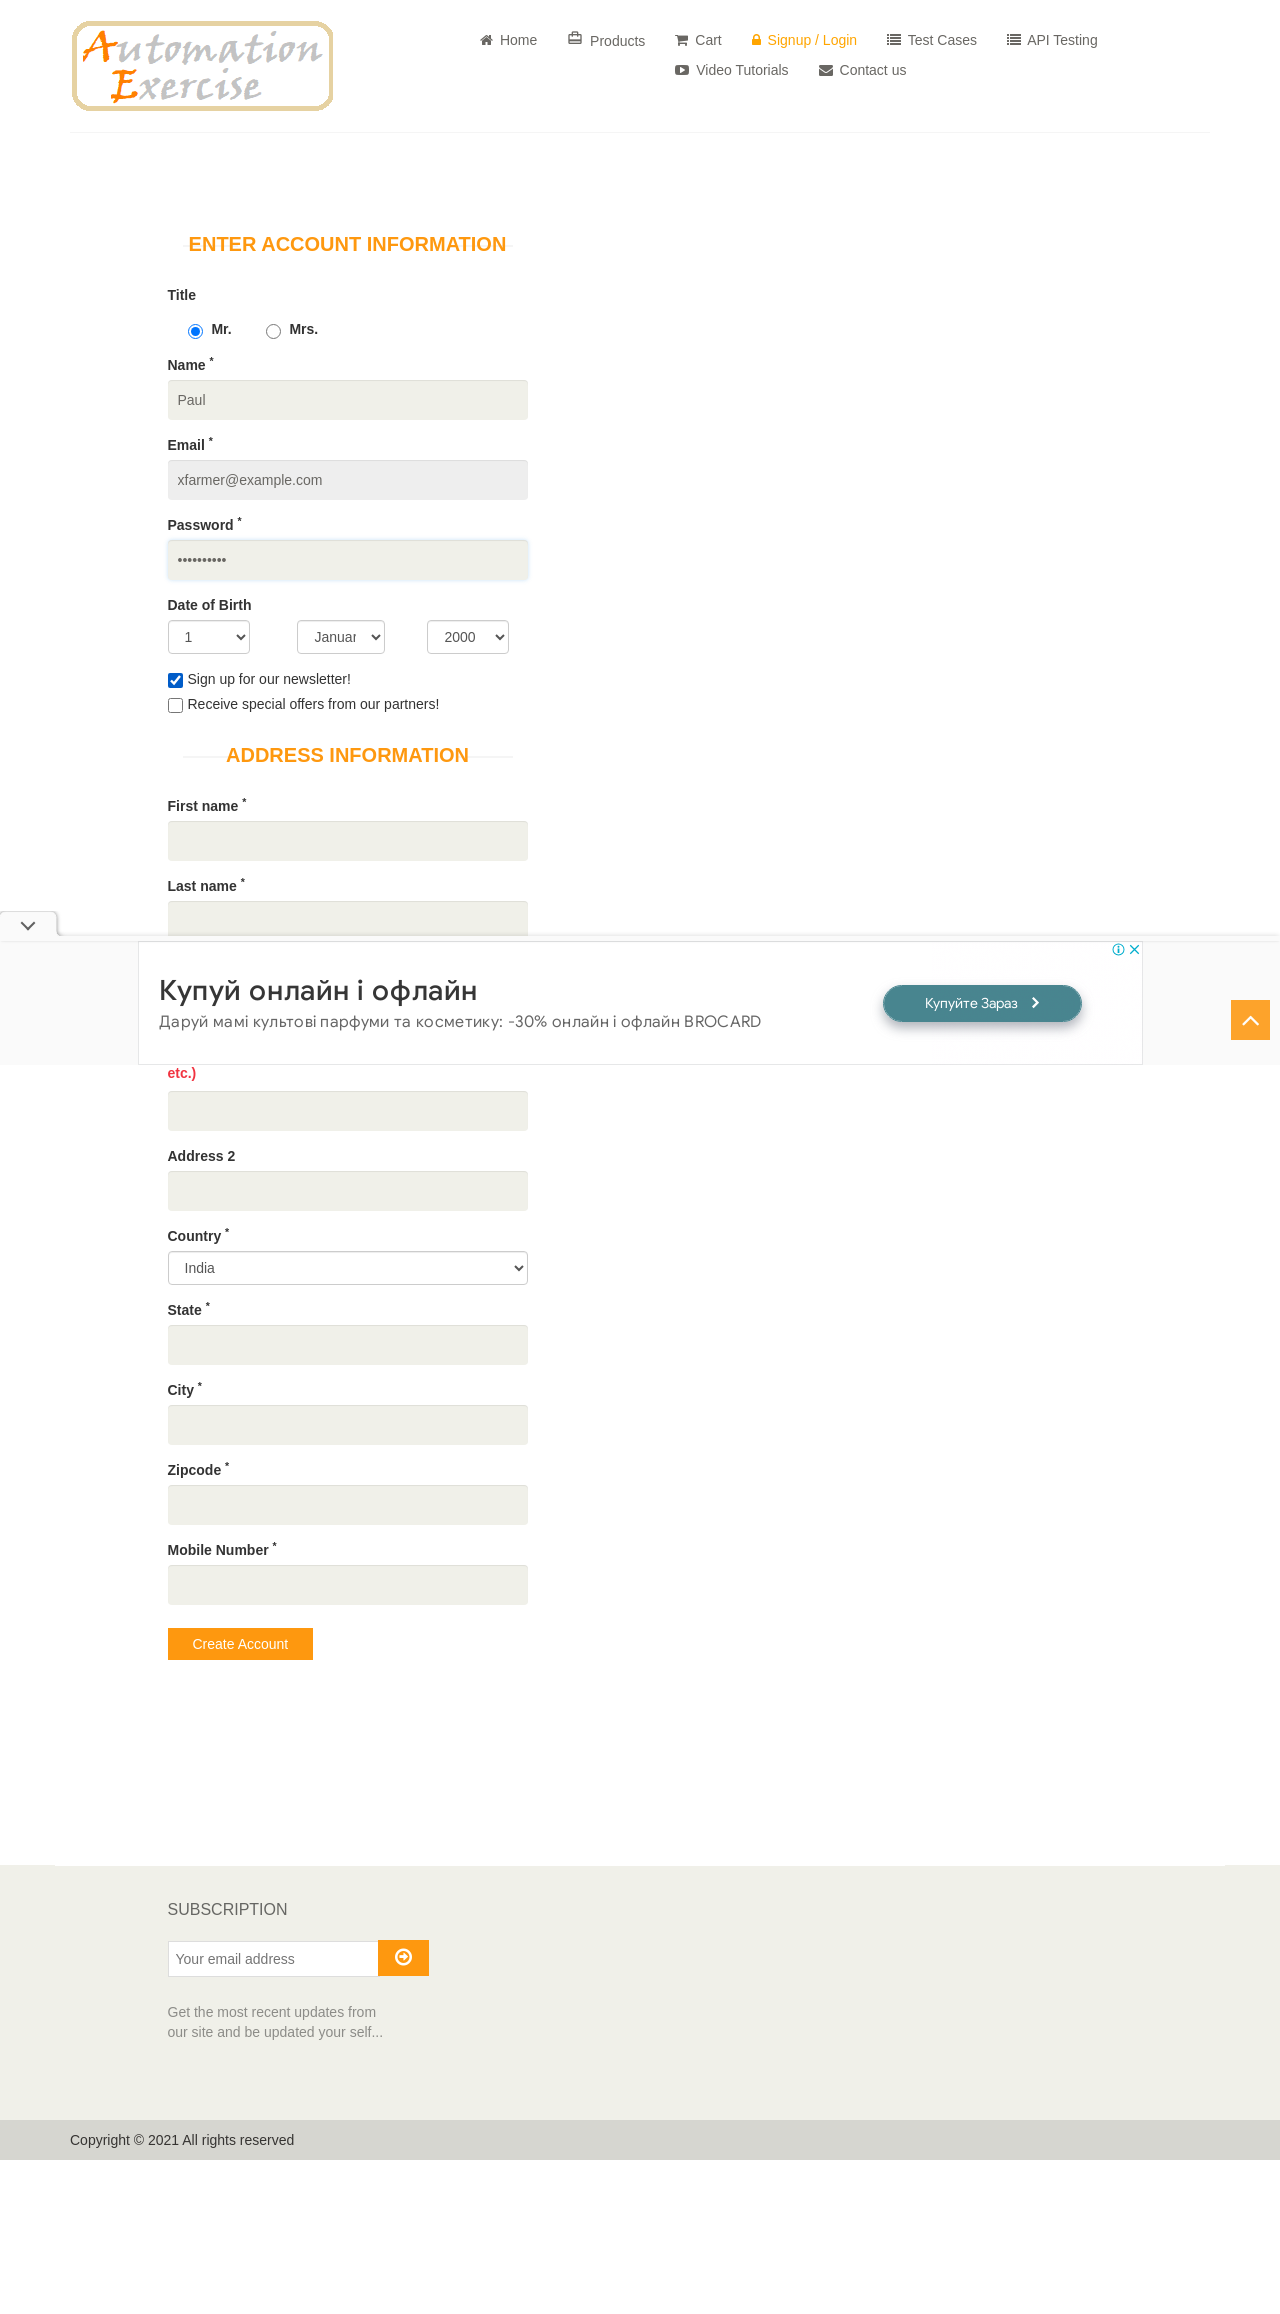 Automation
Exercise
Home
Products
Cart
Signup / Login
Test Cases
API Testing
Video Tutorials
Contact us
ENTER ACCOUNT INFORMATION
Title
Mr.
Mrs.
Name *
Paul
Email *
xfarmer@example.com
Password *
••••••••••
Date of Birth
1
Januar
2000
Sign up for our newsletter!
Receive special offers from our partners!
ADDRESS INFORMATION
First name *
Last name *
Купуй онлайн і офлайн
Даруй мамі культові парфуми та косметику: -30% онлайн і офлайн BROCARD
Купуйте Зараз
etc.)
Address 2
Country *
India
State *
City *
Zipcode *
Mobile Number *
Create Account
SUBSCRIPTION
Your email address
Get the most recent updates from
our site and be updated your self...
Copyright © 2021 All rights reserved